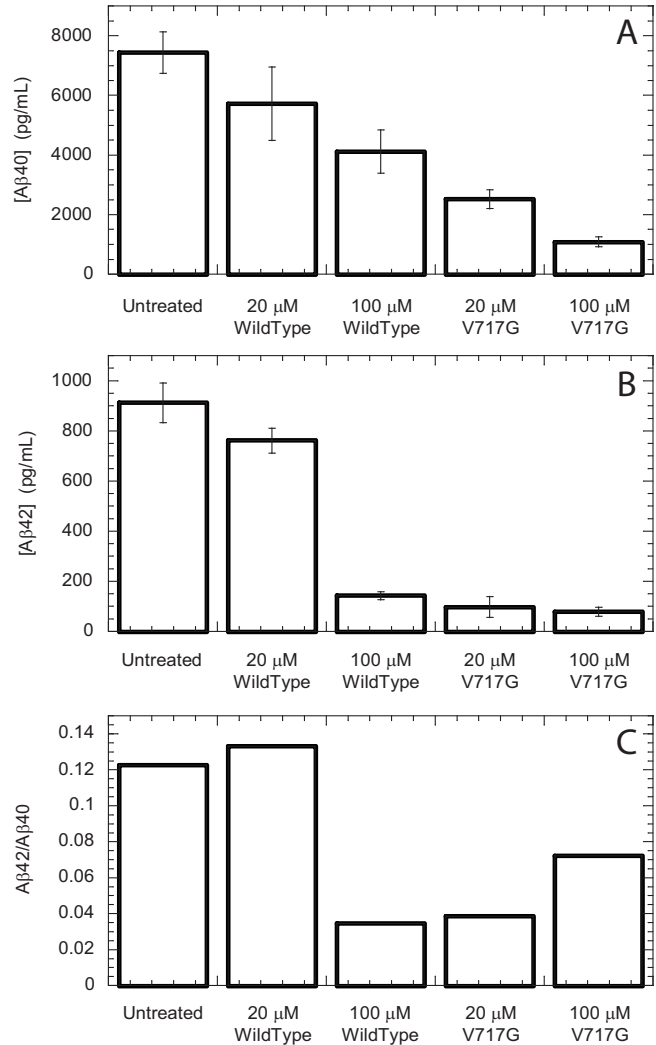 A
[Aβ40] (pg/mL)
8000
6000
4000
2000
0
Untreated
20 μM
WildType
100 μM
WildType
20 μM
V717G
100 μM
V717G
B
[Aβ42] (pg/mL)
1000
800
600
400
200
0
Untreated
20 μM
WildType
100 μM
WildType
20 μM
V717G
100 μM
V717G
C
Aβ42/Aβ40
0.14
0.12
0.1
0.08
0.06
0.04
0.02
0
Untreated
20 μM
WildType
100 μM
WildType
20 μM
V717G
100 μM
V717G